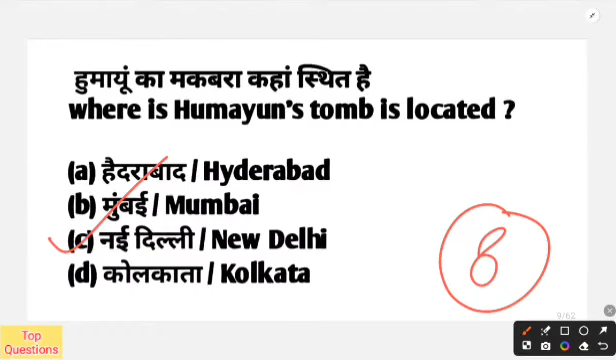 हुमायूं का मकबरा कहां स्थित है
where is Humayun's tomb is located ?
(a) हैदराबाद / Hyderabad
(b) मुंबई / Mumbai
(c) नई दिल्ली / New Delhi
(d) कोलकाता / Kolkata
8
9/62
Top
Questions